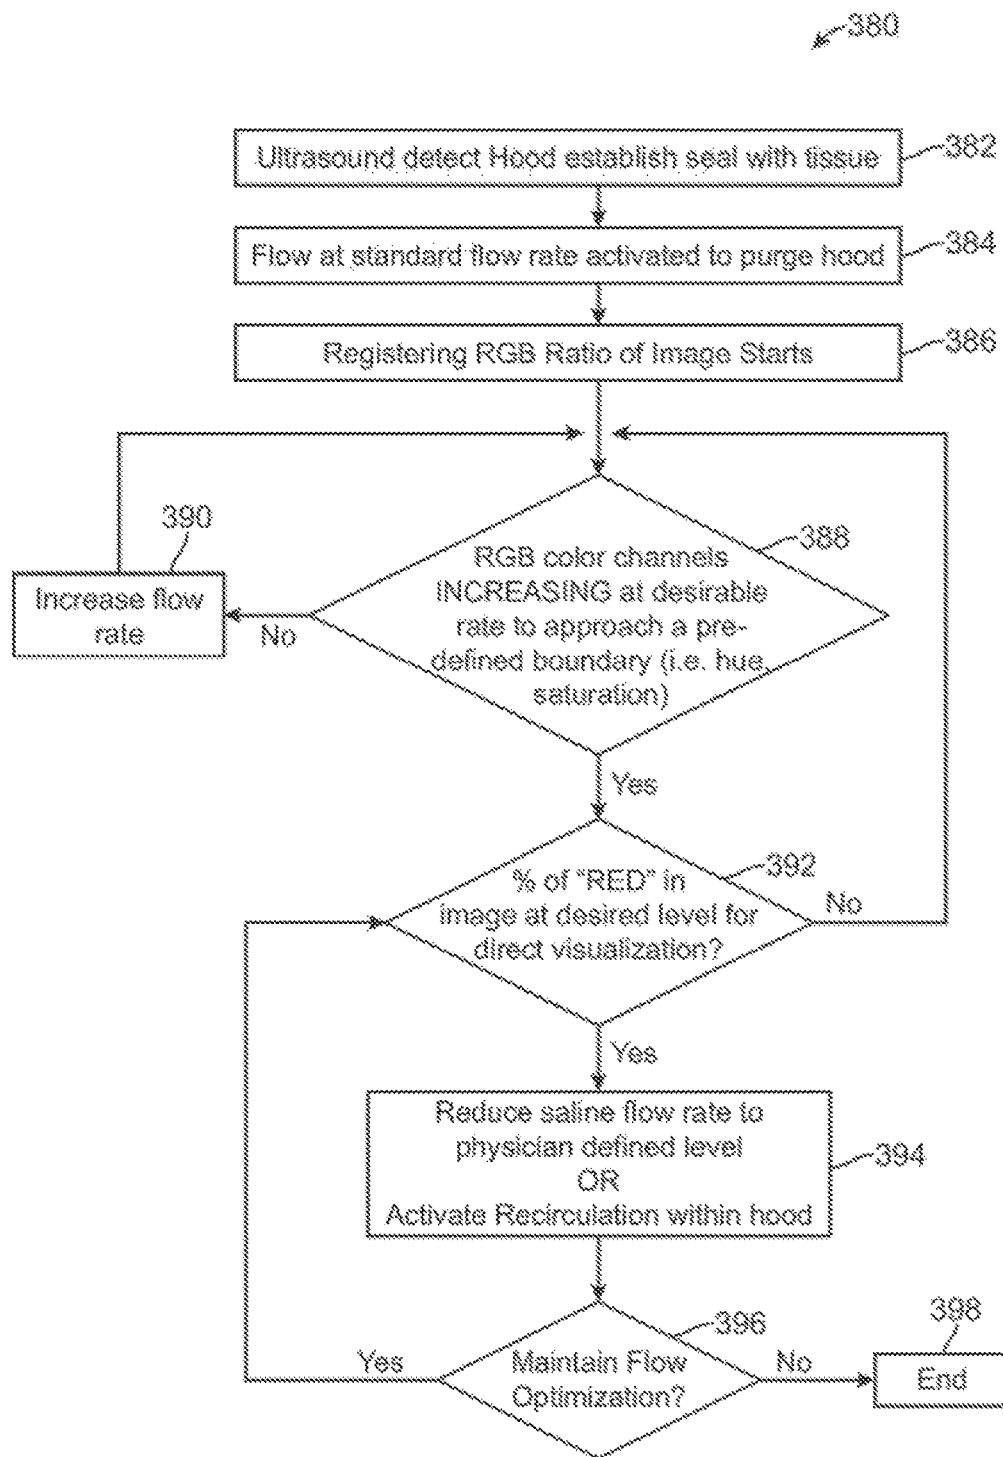 380
Ultrasound detect Hood establish seal with tissue
382
Flow at standard flow rate activated to purge hood
384
Registering RGB Ratio of Image Starts
386
390
Increase flow
rate
No
388
RGB color channels
INCREASING at desirable
rate to approach a pre-
defined boundary (i.e. hue,
saturation)
Yes
392
% of "RED" in
image at desired level for
direct visualization?
No
Yes
Reduce saline flow rate to
physician defined level
OR
Activate Recirculation within hood
394
396
Maintain Flow
Optimization?
Yes
No
398
End